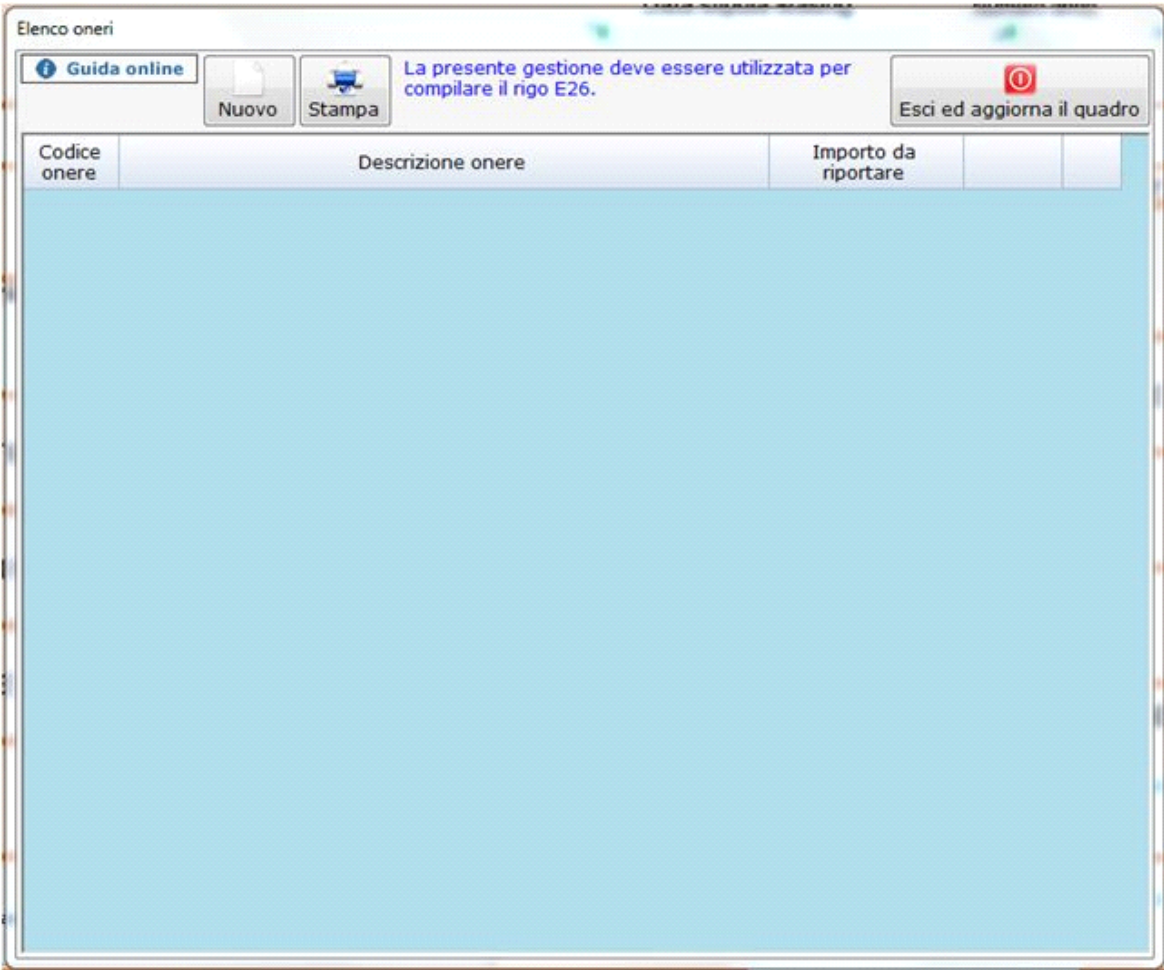 Elenco oneri
Guida online
Nuovo
Stampa
La presente gestione deve essere utilizzata per
compilare il rigo E26.
Esci ed aggiorna il quadro
Codice
onere
Descrizione onere
Importo da
riportare